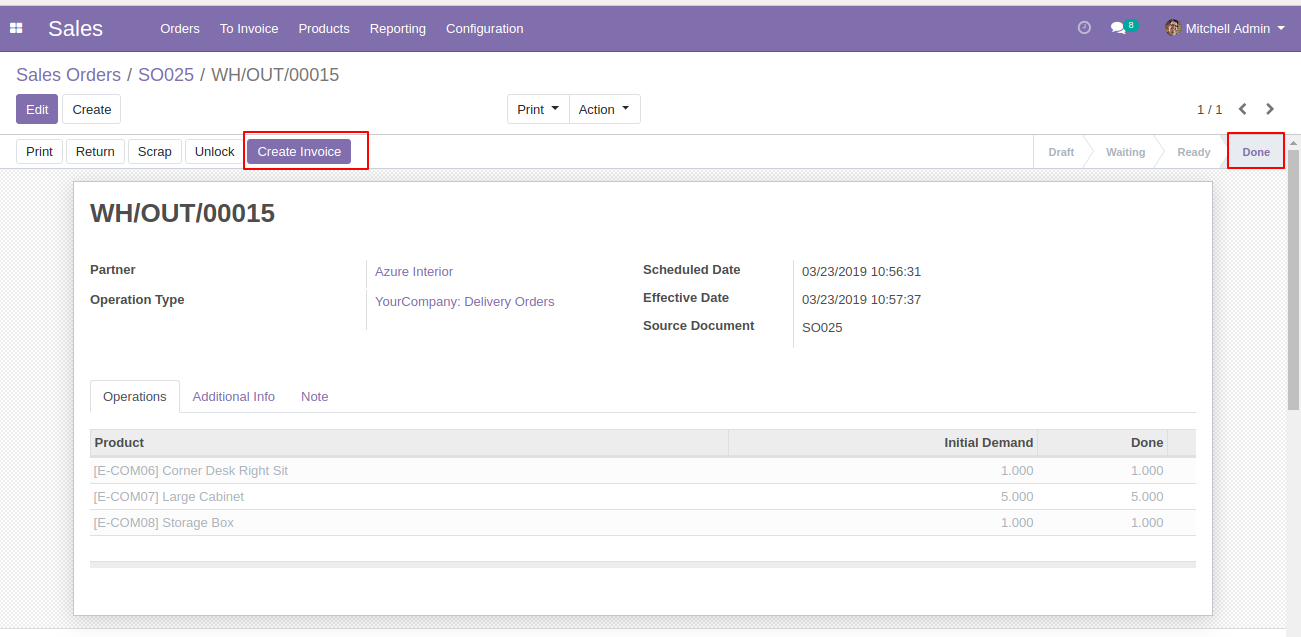 Sales Orders To Invoice Products Reporting Configuration 8 Mitchell Admin
Sales Orders / SO025 / WH/OUT/00015
Edit Create Print Action 1 / 1
Print Return Scrap Unlock Create Invoice Draft Waiting Ready Done
WH/OUT/00015
Partner Azure Interior Scheduled Date 03/23/2019 10:56:31
Operation Type YourCompany: Delivery Orders Effective Date 03/23/2019 10:57:37
Source Document SO025
Operations Additional Info Note
Product Initial Demand Done
[E-COM06] Corner Desk Right Sit 1.000 1.000
[E-COM07] Large Cabinet 5.000 5.000
[E-COM08] Storage Box 1.000 1.000